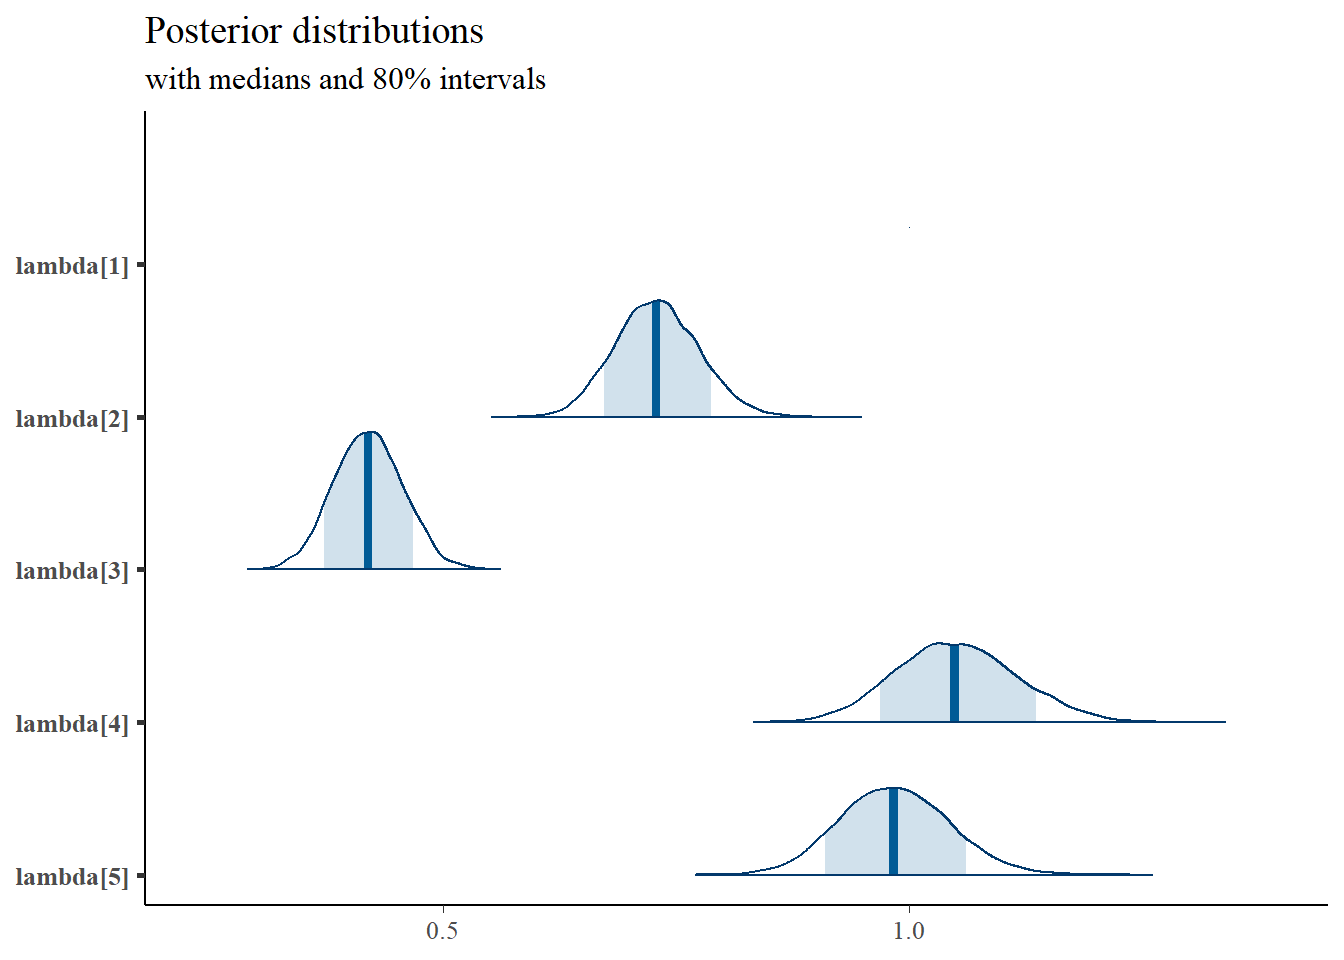 Posterior distributions
with medians and 80% intervals
lambda[1]
lambda[2]
lambda[3]
lambda[4]
lambda[5]
0.5 1.0